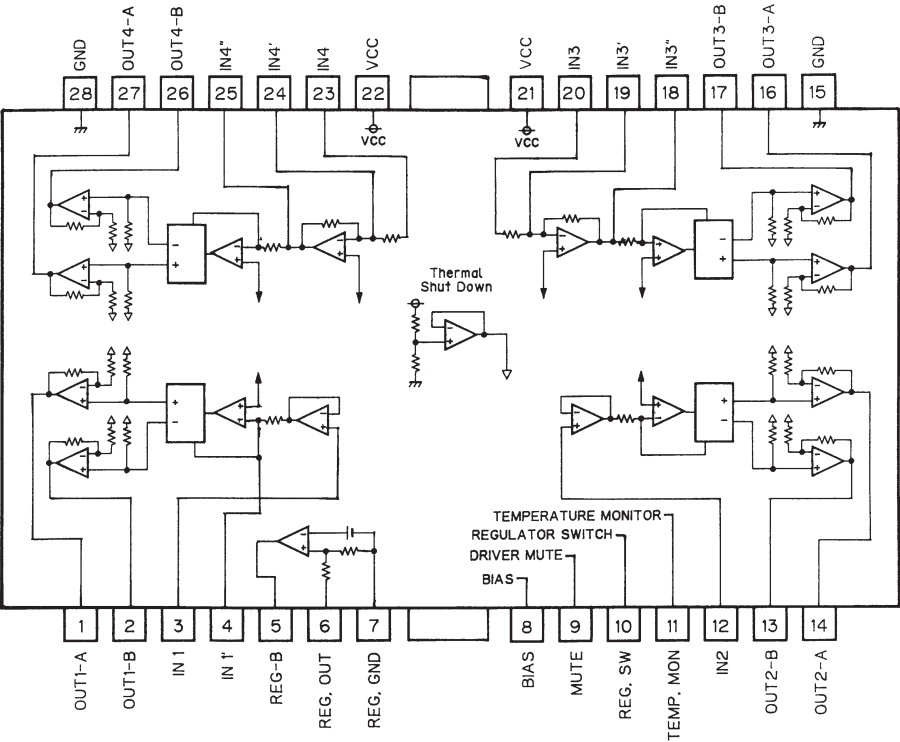 GND
OUT4-A
OUT4-B
IN4"
IN4'
IN4
VCC
VCC
IN3
IN3'
IN3"
OUT3-B
OUT3-A
GND
28
27
26
25
24
23
22
21
20
19
18
17
16
15
VCC
VCC
+
−
+
−
−
+
−
+
−
+
−
+
−
+
−
+
−
+
−
+
+
−
Thermal
Shut Down
−
+
+
−
+
−
+
−
+
−
−
+
−
+
−
+
+
−
−
+
−
+
−
+
TEMPERATURE MONITOR
REGULATOR SWITCH
DRIVER MUTE
BIAS
1
2
3
4
5
6
7
8
9
10
11
12
13
14
OUT1-A
OUT1-B
IN 1
IN 1'
REG-B
REG, OUT
REG, GND
BIAS
MUTE
REG. SW
TEMP, MON
IN2
OUT2-B
OUT2-A